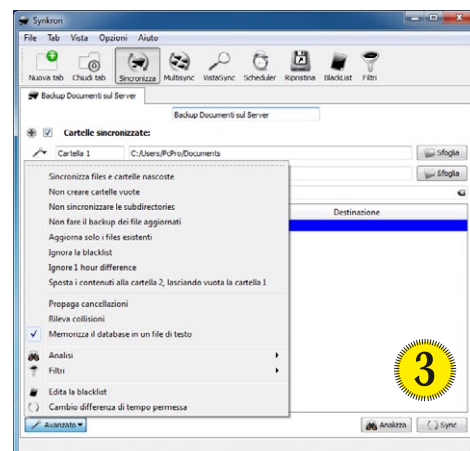 Synkron
File Tab Vista Opzioni Aiuto
Nuova tab Chiudi tab Sincronizza Multisync VistaSync Scheduler Ripristina BlackList Filtri
Backup Documenti sul Server
Backup Documenti sul Server
Cartelle sincronizzate:
Cartella 1 C:/Users/PcPro/Documents Sfoglia
Sfoglia
Destinazione
Sincronizza files e cartelle nascoste
Non creare cartelle vuote
Non sincronizzare le subdirectories
Non fare il backup dei file aggiornati
Aggiorna solo i files esistenti
Ignora la blacklist
Ignore 1 hour difference
Sposta i contenuti alla cartella 2, lasciando vuota la cartella 1
Propaga cancellazioni
Rileva collisioni
Memorizza il database in un file di testo
Analisi
Filtri
Edita la blacklist
Cambio differenza di tempo permessa
3
Avanzato Analizza Sync